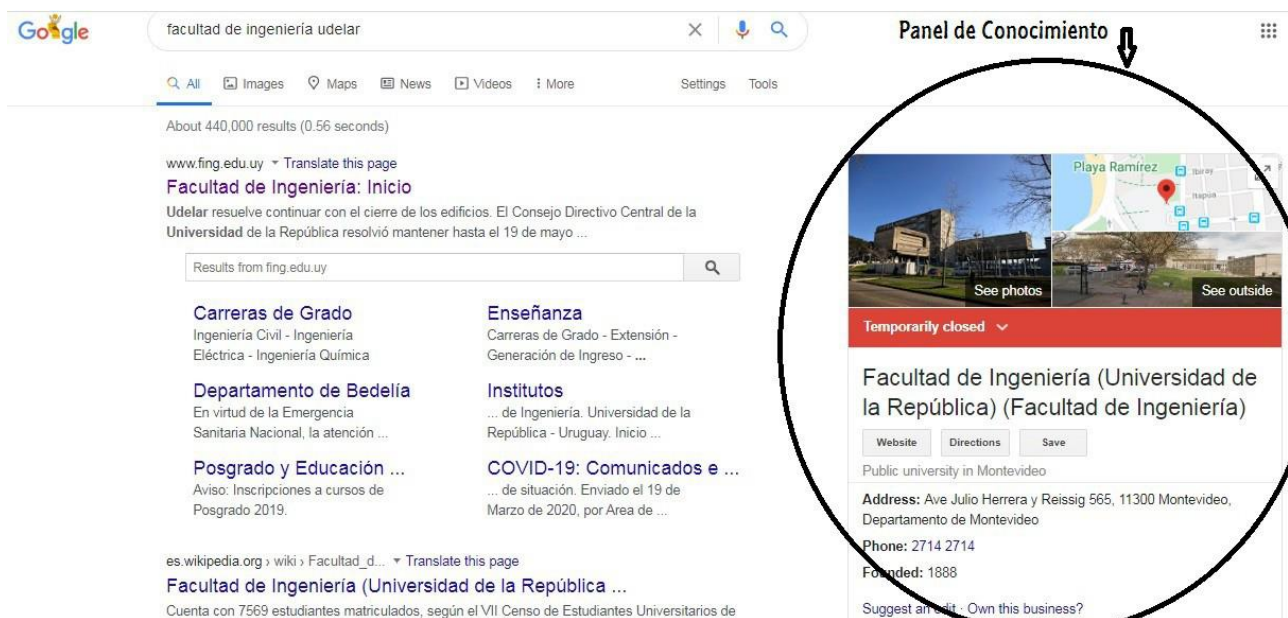 Google
facultad de ingeniería udelar
Panel de Conocimiento
All Images Maps News Videos More Settings Tools
About 440,000 results (0.56 seconds)
www.fing.edu.uy Translate this page
Facultad de Ingeniería: Inicio
Udelar resuelve continuar con el cierre de los edificios. El Consejo Directivo Central de la
Universidad de la República resolvió mantener hasta el 19 de mayo ...
Results from fing.edu.uy
Carreras de Grado
Ingeniería Civil - Ingeniería
Eléctrica - Ingeniería Química
Enseñanza
Carreras de Grado - Extensión -
Generación de Ingreso - ...
Departamento de Bedelía
En virtud de la Emergencia
Sanitaria Nacional, la atención ...
Institutos
... de Ingeniería. Universidad de la
República - Uruguay. Inicio ...
Posgrado y Educación ...
Aviso: Inscripciones a cursos de
Posgrado 2019.
COVID-19: Comunicados e ...
... de situación. Enviado el 19 de
Marzo de 2020, por Area de ...
es.wikipedia.org › wiki › Facultad_d... Translate this page
Facultad de Ingeniería (Universidad de la República ...
Cuenta con 7569 estudiantes matriculados, según el VII Censo de Estudiantes Universitarios de
Playa Ramírez
Ibiray
Itapúa
See photos
See outside
Temporarily closed
Facultad de Ingeniería (Universidad de
la República) (Facultad de Ingeniería)
Website Directions Save
Public university in Montevideo
Address: Ave Julio Herrera y Reissig 565, 11300 Montevideo,
Departamento de Montevideo
Phone: 2714 2714
Founded: 1888
Suggest an edit · Own this business?